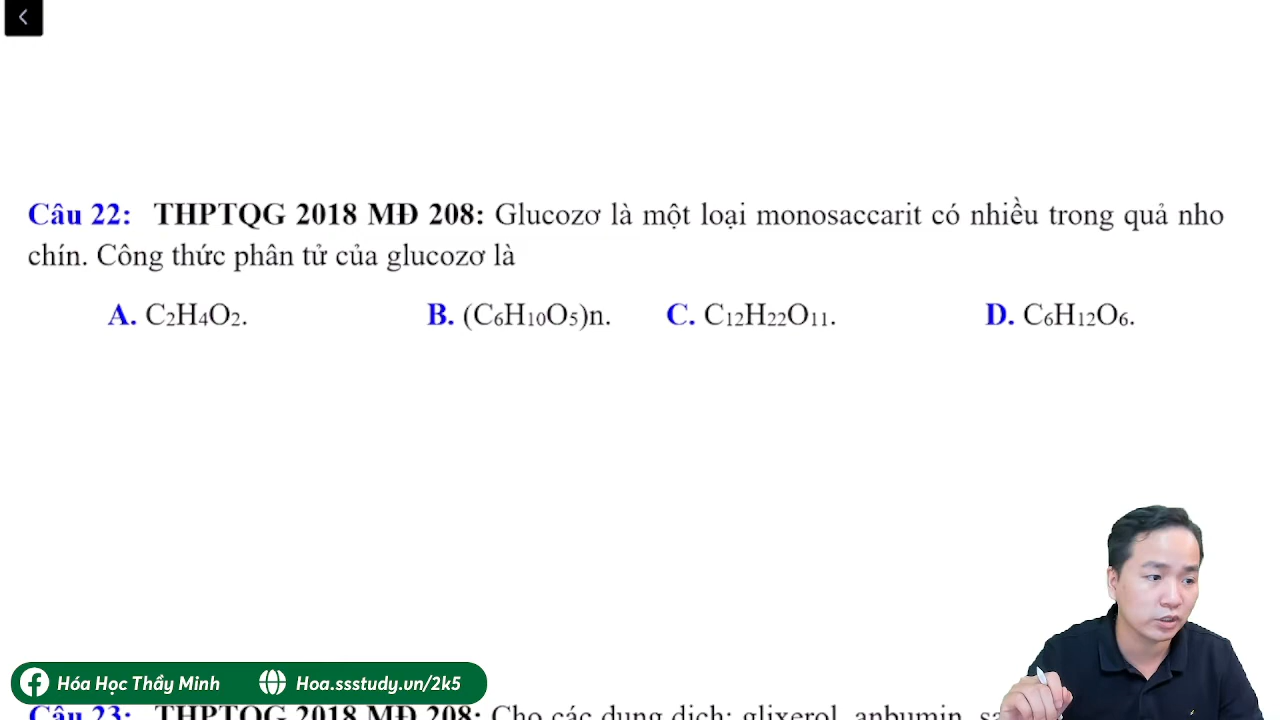 Câu 22: THPTQG 2018 MĐ 208: Glucozơ là một loại monosaccarit có nhiều trong quả nho
chín. Công thức phân tử của glucozơ là
A. C₂H₄O₂. B. (C₆H₁₀O₅)n. C. C₁₂H₂₂O₁₁. D. C₆H₁₂O₆.
Hóa Học Thầy Minh Hoa.ssstudy.vn/2k5
Câu 23: THPTQG 2018 MĐ 208: Cho các dung dịch: glixerol, anbumin,